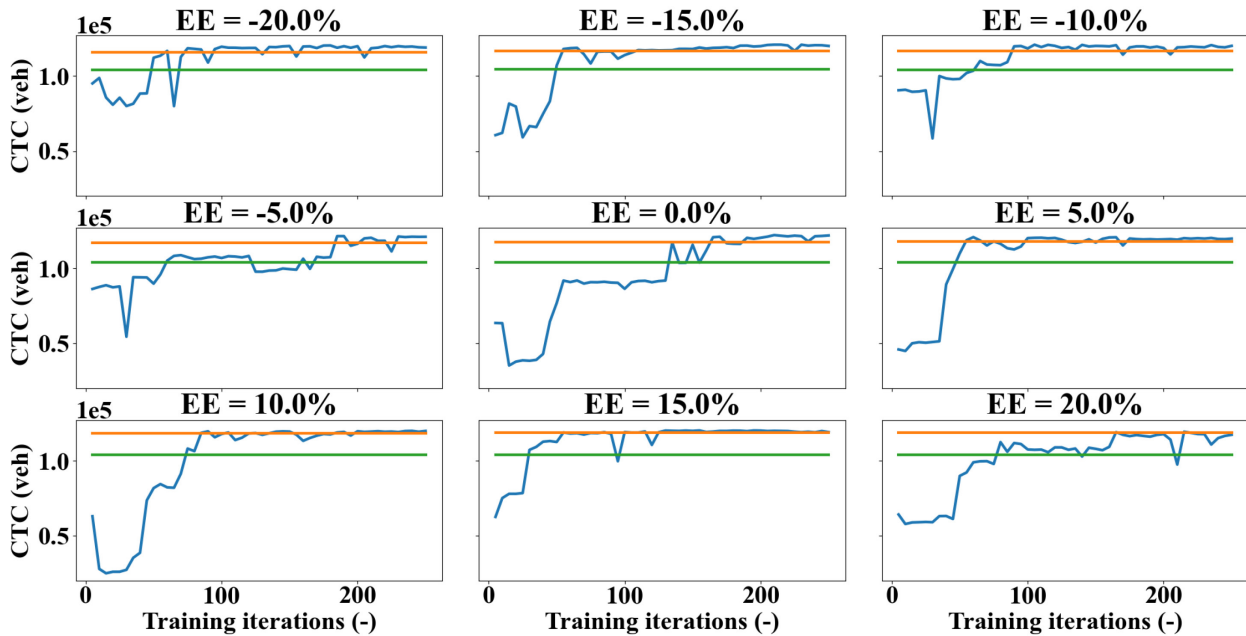 EE = -20.0% EE = -15.0% EE = -10.0%
1e5
CTC (veh)
1.0
0.5
EE = -5.0% EE = 0.0% EE = 5.0%
1e5
CTC (veh)
1.0
0.5
EE = 10.0% EE = 15.0% EE = 20.0%
1e5
CTC (veh)
1.0
0.5
0 100 200 0 100 200 0 100 200
Training iterations (-) Training iterations (-) Training iterations (-)